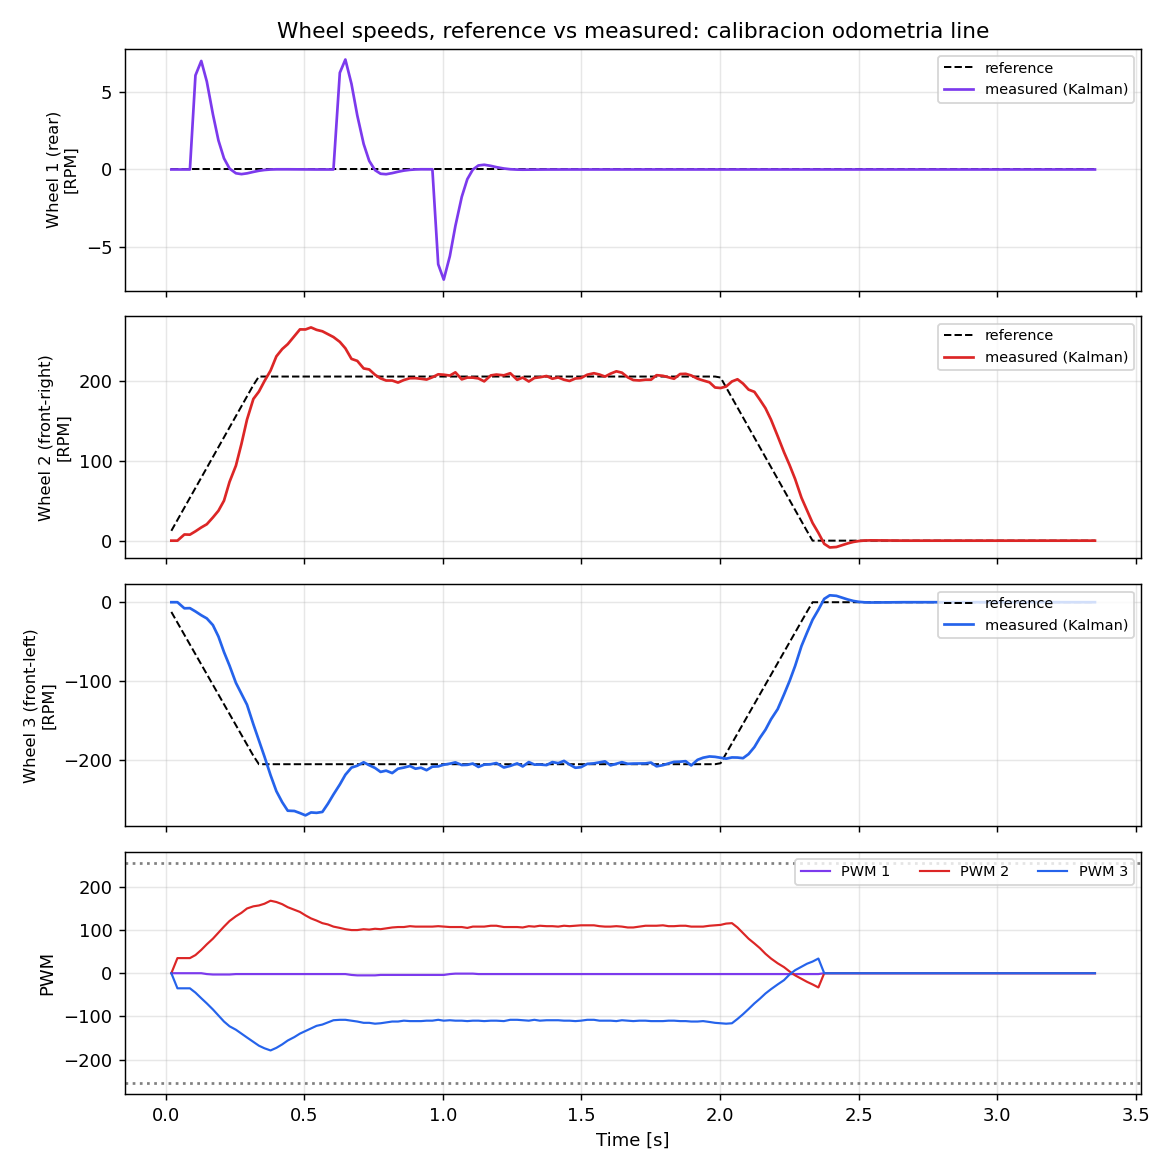 Wheel speeds, reference vs measured: calibracion odometria line
Wheel 1 (rear)
[RPM]
5
0
−5
reference
measured (Kalman)
Wheel 2 (front-right)
[RPM]
200
100
0
reference
measured (Kalman)
Wheel 3 (front-left)
[RPM]
0
−100
−200
reference
measured (Kalman)
PWM
200
100
0
−100
−200
PWM 1 PWM 2 PWM 3
0.0 0.5 1.0 1.5 2.0 2.5 3.0 3.5
Time [s]